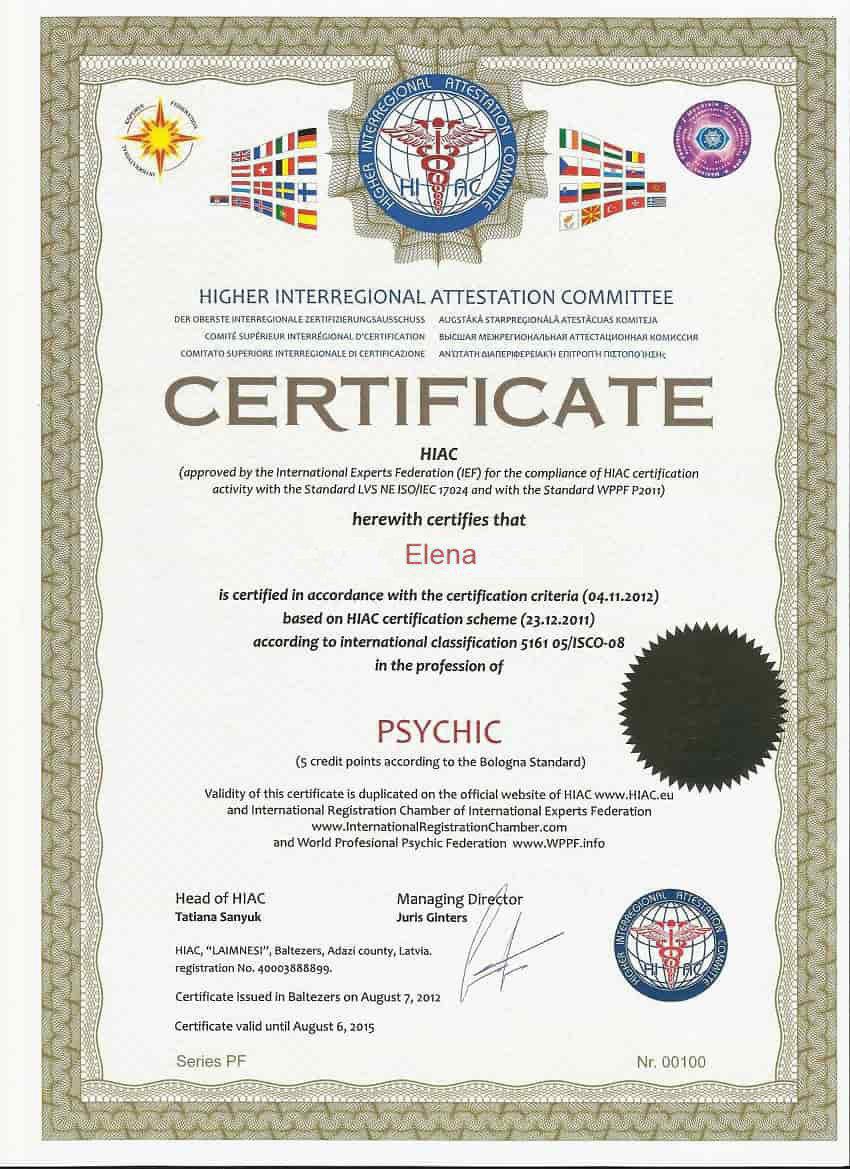 INTERNATIONAL EXPERTS FEDERATION
HIGHER INTERREGIONAL ATTESTATION COMMITTE
HIAC
HIGHER INTERREGIONAL ATTESTATION COMMITTEE
DER OBERSTE INTERREGIONALE ZERTIFIZIERUNGSAUSSCHUSS AUGSTĀKĀ STARPREĢIONĀLĀ ATESTĀCUAS KOMITEJA
COMITÉ SUPÉRIEUR INTERRÉGIONAL D'CERTIFICATION ВЫСШАЯ МЕЖРЕГИОНАЛЬНАЯ АТТЕСТАЦИОННАЯ КОМИССИЯ
COMITATO SUPERIORE INTERREGIONALE DI CERTIFICAZIONE ΑΝΏΤΑΤΗ ΔΙΑΠΕΡΙΦΕΡΕΙΑΚΉ ΕΠΙΤΡΟΠΉ ΠΙΣΤΟΠΟΊΗΣΗς
CERTIFICATE
HIAC
(approved by the International Experts Federation (IEF) for the compliance of HIAC certification
activity with the Standard LVS NE ISO/IEC 17024 and with the Standard WPPF P2011)
herewith certifies that
Elena
is certified in accordance with the certification criteria (04.11.2012)
based on HIAC certification scheme (23.12.2011)
according to international classification 5161 05/ISCO-08
in the profession of
PSYCHIC
(5 credit points according to the Bologna Standard)
Validity of this certificate is duplicated on the official website of HIAC www.HIAC.eu
and International Registration Chamber of International Experts Federation
www.InternationalRegistrationChamber.com
and World Profesional Psychic Federation www.WPPF.info
Head of HIAC Managing Director
Tatiana Sanyuk Juris Ginters
HIAC, "LAIMNESI", Baltezers, Adazi county, Latvia.
registration No. 40003888899.
Certificate issued in Baltezers on August 7, 2012
Certificate valid until August 6, 2015
HIGHER INTERREGIONAL ATTESTATION COMMITTE
HIAC
Series PF Nr. 00100